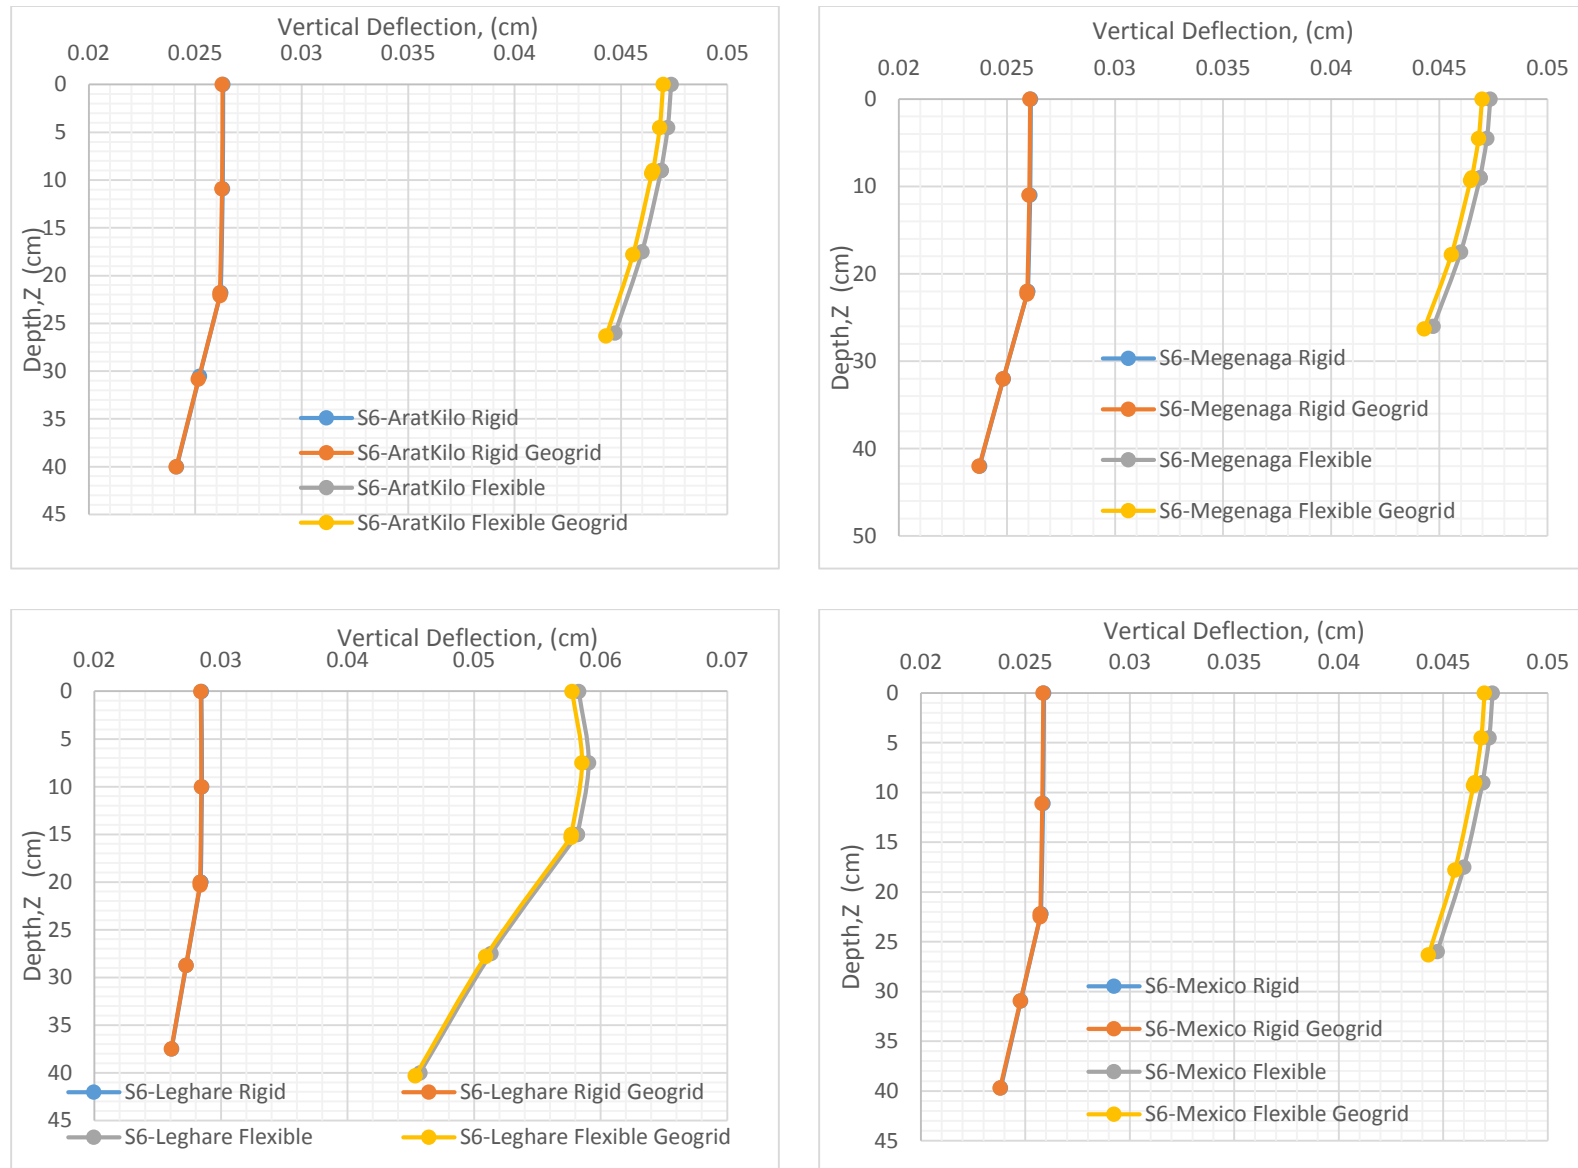 Vertical Deflection, (cm)
0.02 0.025 0.03 0.035 0.04 0.045 0.05
0
5
10
15
20
25
30
35
40
45
Depth,Z (cm)
S6-AratKilo Rigid
S6-AratKilo Rigid Geogrid
S6-AratKilo Flexible
S6-AratKilo Flexible Geogrid
Vertical Deflection, (cm)
0.02 0.025 0.03 0.035 0.04 0.045 0.05
0
10
20
30
40
50
Depth,Z (cm)
S6-Megenaga Rigid
S6-Megenaga Rigid Geogrid
S6-Megenaga Flexible
S6-Megenaga Flexible Geogrid
Vertical Deflection, (cm)
0.02 0.03 0.04 0.05 0.06 0.07
0
5
10
15
20
25
30
35
40
45
Depth,Z (cm)
S6-Leghare Rigid S6-Leghare Rigid Geogrid
S6-Leghare Flexible S6-Leghare Flexible Geogrid
Vertical Deflection, (cm)
0.02 0.025 0.03 0.035 0.04 0.045 0.05
0
5
10
15
20
25
30
35
40
45
Depth,Z (cm)
S6-Mexico Rigid
S6-Mexico Rigid Geogrid
S6-Mexico Flexible
S6-Mexico Flexible Geogrid